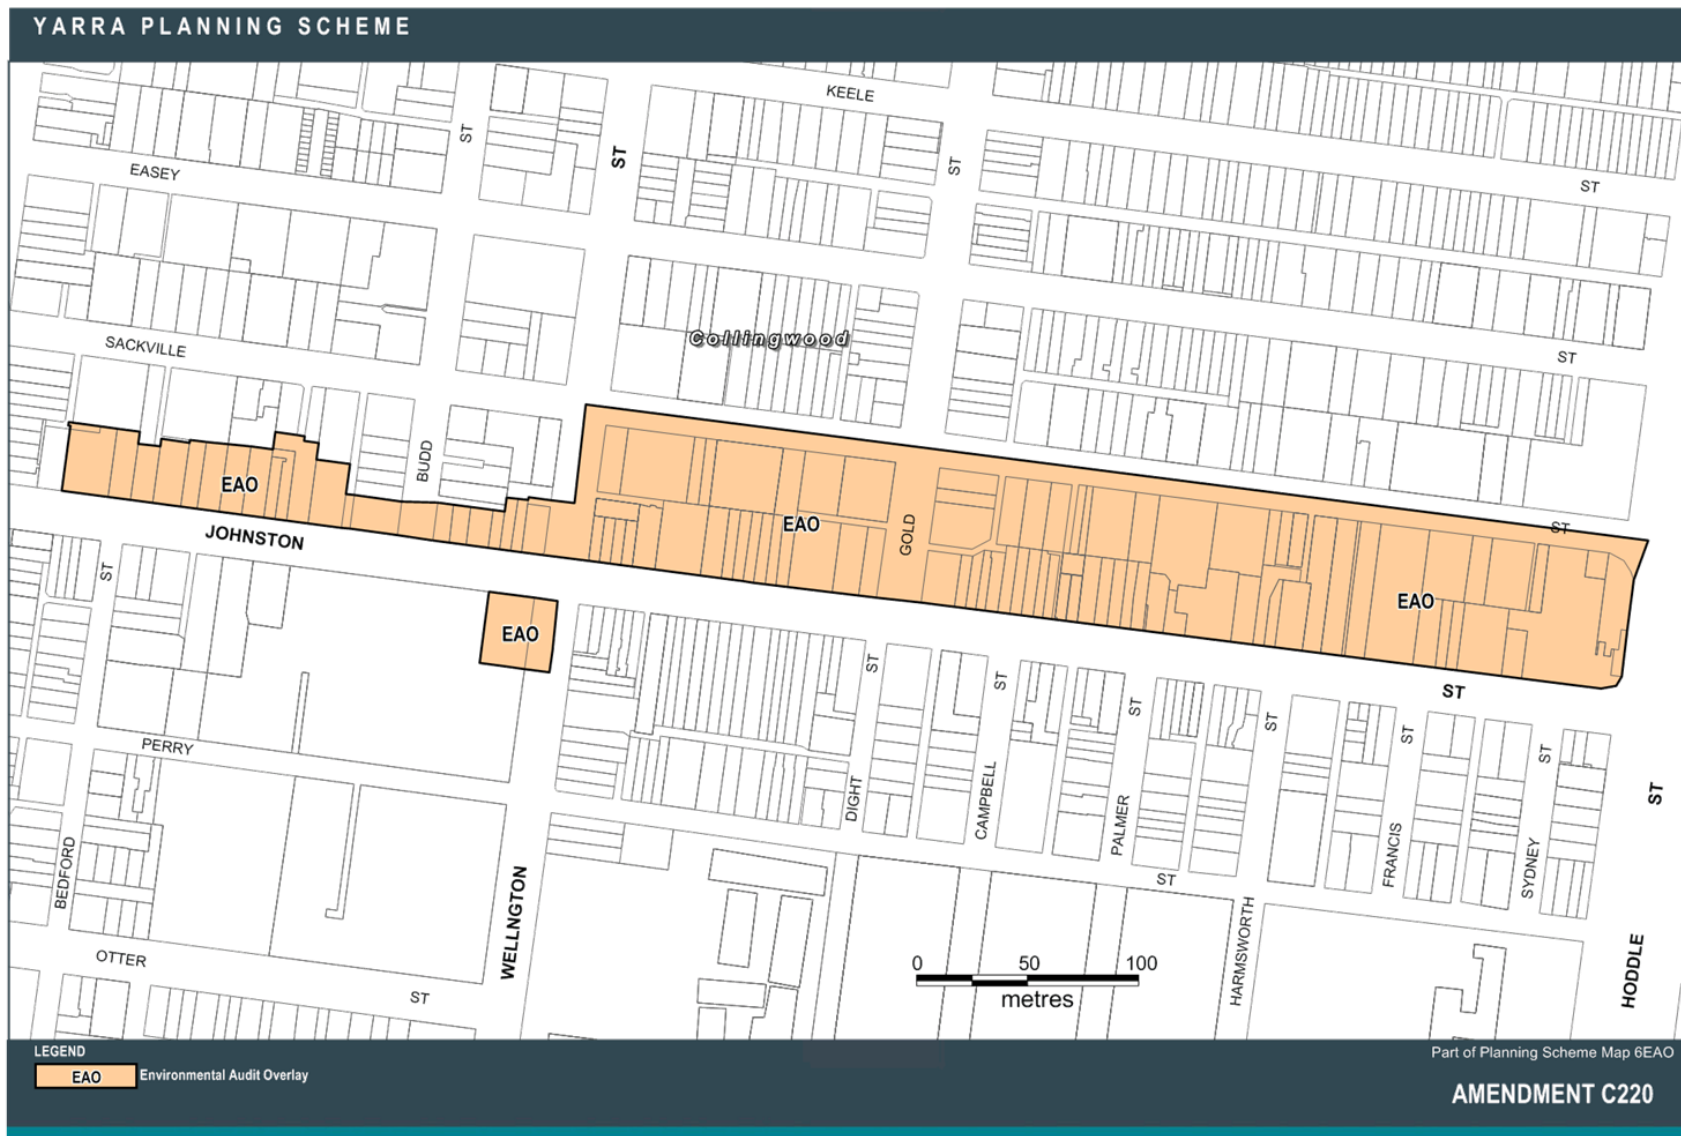 YARRA PLANNING SCHEME
KEELE
ST
ST
ST
ST
EASEY
Collingwood
ST
SACKVILLE
BUDD
EAO
EAO
GOLD
ST
JOHNSTON
ST
EAO
EAO
ST
ST
ST
ST
ST
ST
ST
PERRY
DIGHT
CAMPBELL
PALMER
FRANCIS
SYDNEY
ST
BEDFORD
WELLNGTON
ST
HARMSWORTH
HODDLE
OTTER
ST
0 50 100
metres
LEGEND
EAO Environmental Audit Overlay
Part of Planning Scheme Map 6EAO
AMENDMENT C220